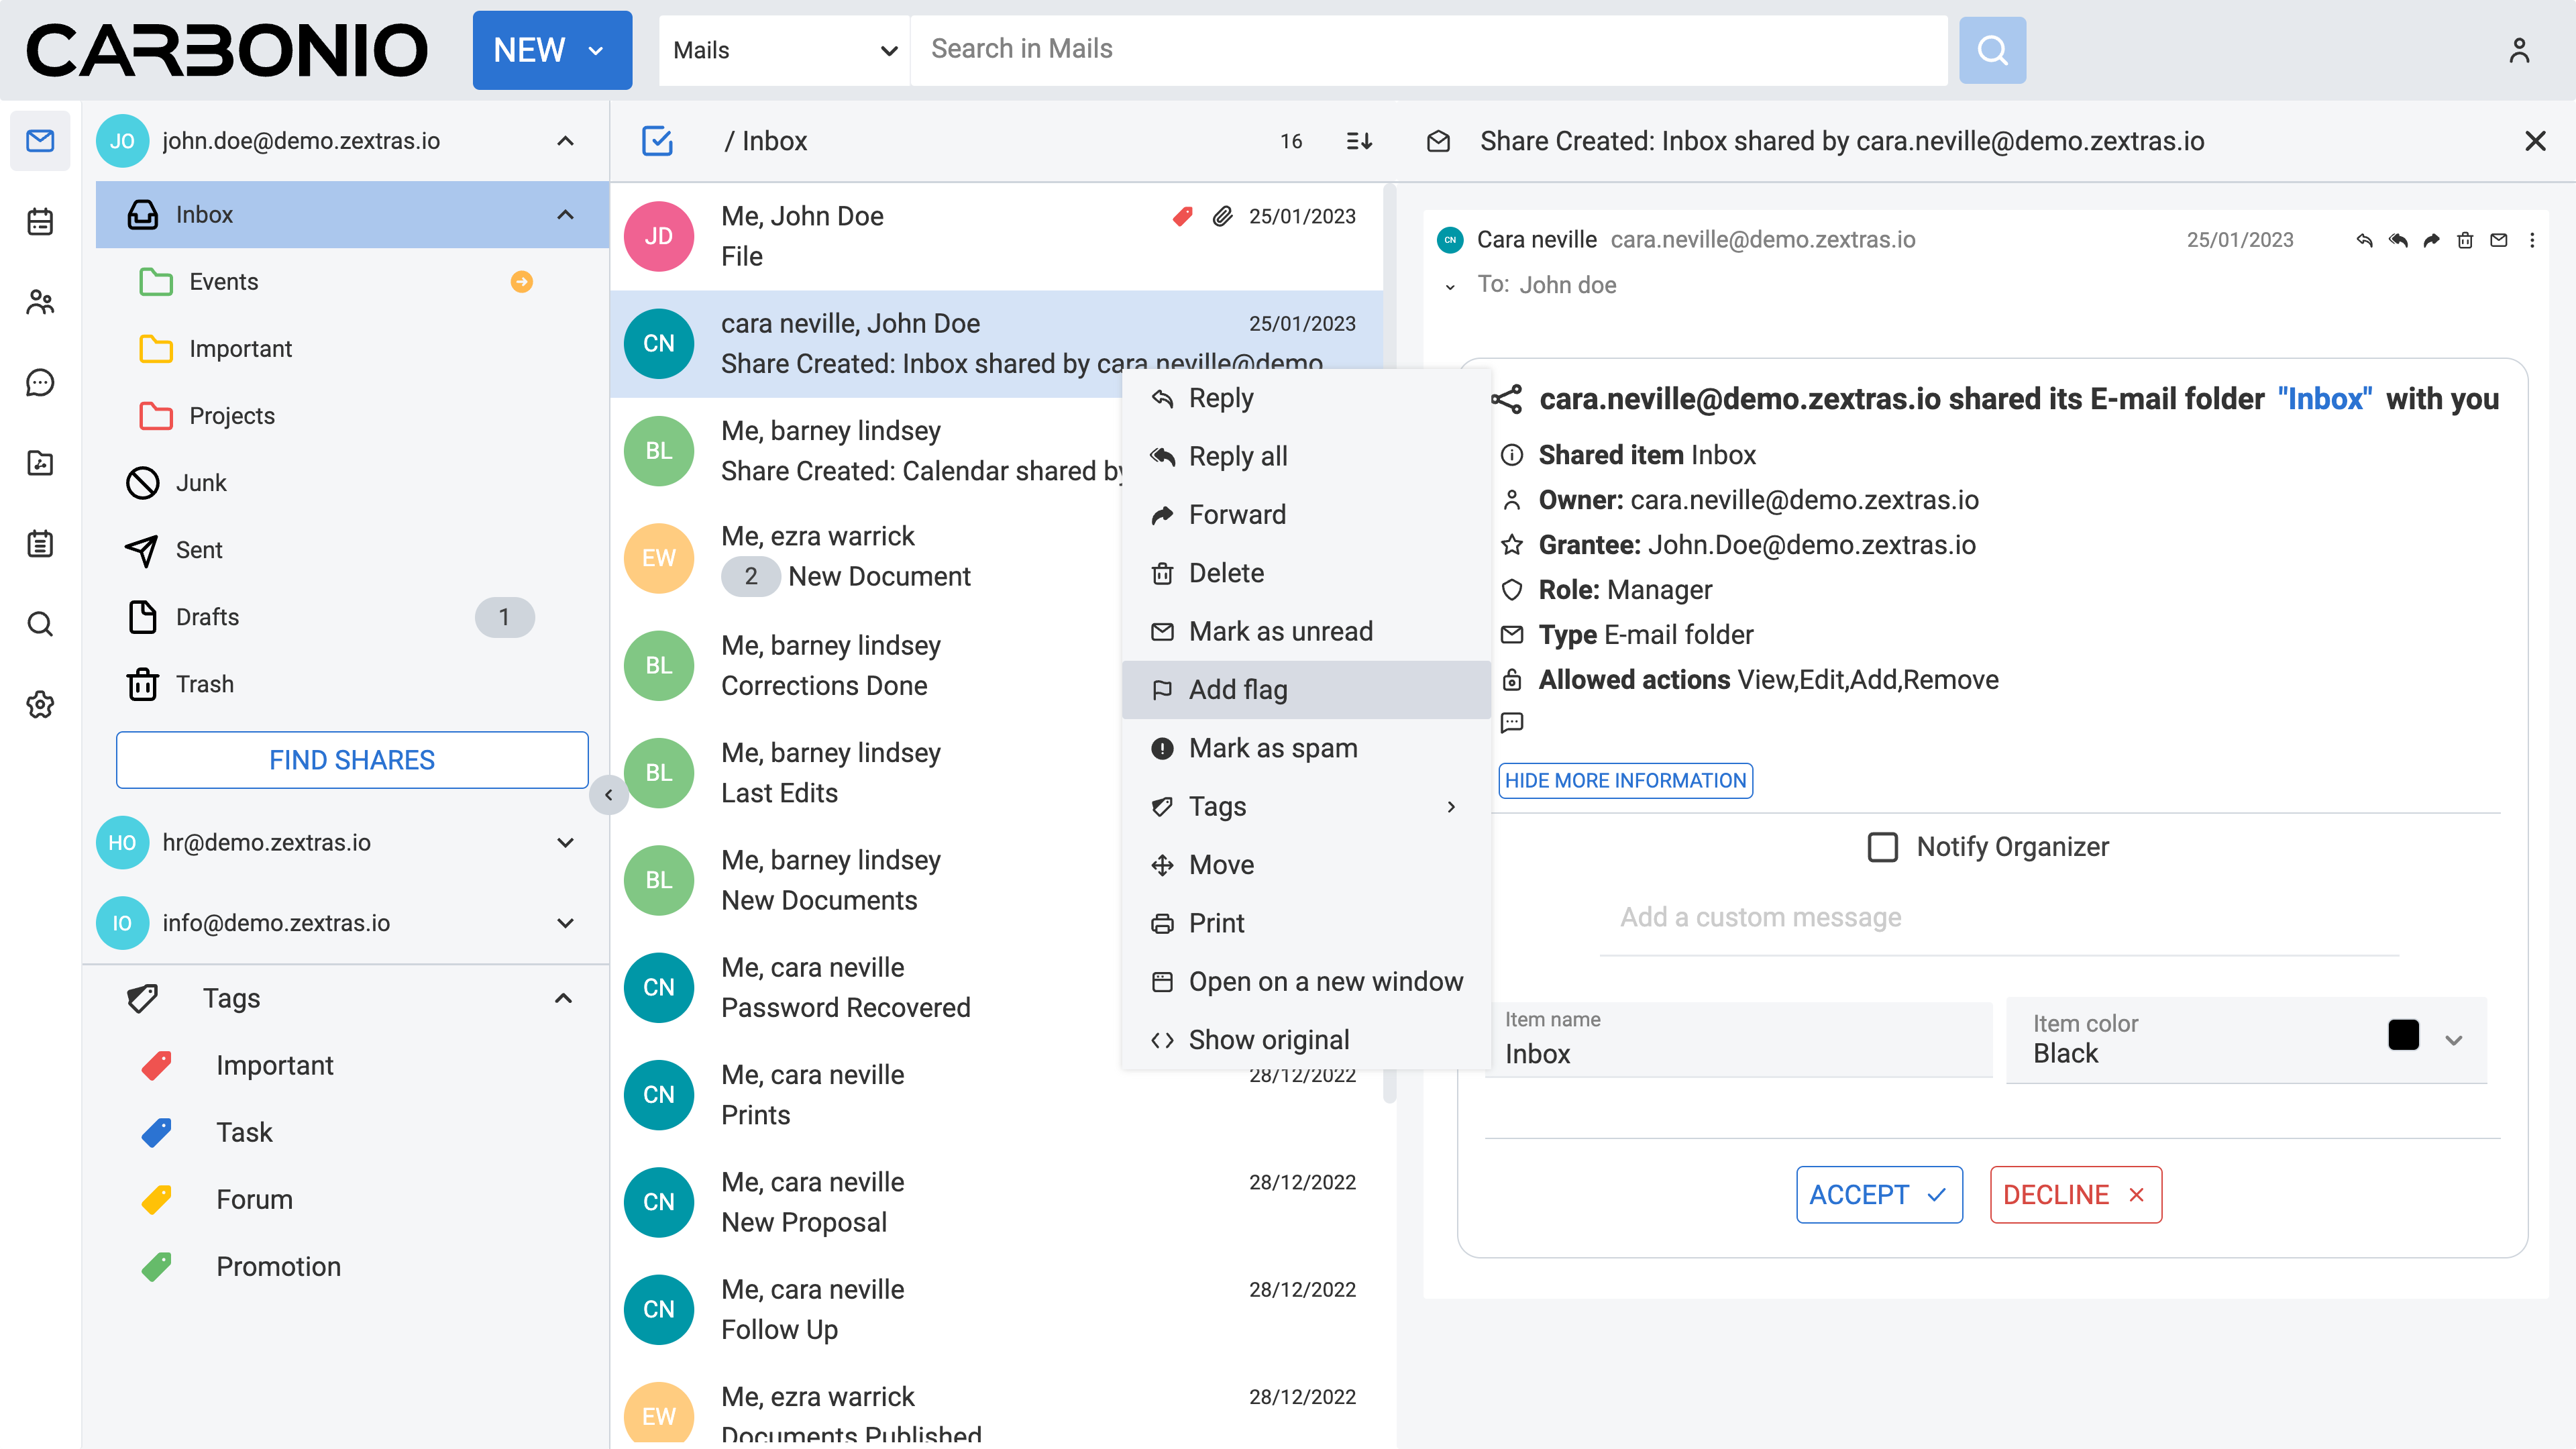 CARBONIO
NEW
Mails
Search in Mails
JO
john.doe@demo.zextras.io
Inbox
Events
Important
Projects
Junk
Sent
Drafts
1
Trash
FIND SHARES
HO
hr@demo.zextras.io
IO
info@demo.zextras.io
Tags
Important
Task
Forum
Promotion
/ Inbox
16
JD
Me, John Doe
25/01/2023
File
CN
cara neville, John Doe
25/01/2023
Share Created: Inbox shared by cara.neville@demo
BL
Me, barney lindsey
Share Created: Calendar shared by
EW
Me, ezra warrick
2
New Document
BL
Me, barney lindsey
Corrections Done
BL
Me, barney lindsey
Last Edits
BL
Me, barney lindsey
New Documents
CN
Me, cara neville
Password Recovered
CN
Me, cara neville
28/12/2022
Prints
CN
Me, cara neville
28/12/2022
New Proposal
CN
Me, cara neville
28/12/2022
Follow Up
EW
Me, ezra warrick
28/12/2022
Documents Published
Reply
Reply all
Forward
Delete
Mark as unread
Add flag
Mark as spam
Tags
Move
Print
Open on a new window
Show original
Share Created: Inbox shared by cara.neville@demo.zextras.io
CN
Cara neville cara.neville@demo.zextras.io
25/01/2023
To: John doe
cara.neville@demo.zextras.io shared its E-mail folder "Inbox" with you
Shared item Inbox
Owner: cara.neville@demo.zextras.io
Grantee: John.Doe@demo.zextras.io
Role: Manager
Type E-mail folder
Allowed actions View,Edit,Add,Remove
HIDE MORE INFORMATION
Notify Organizer
Add a custom message
Item name
Inbox
Item color
Black
ACCEPT
DECLINE